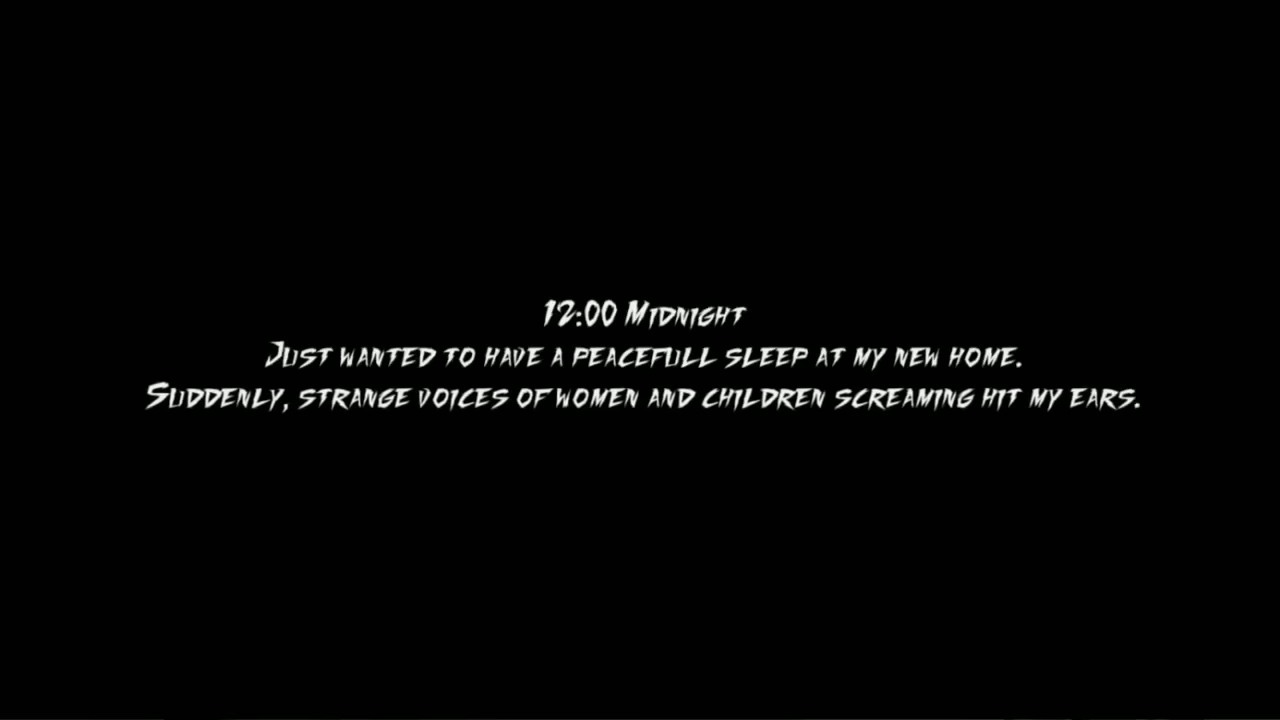 12:00 Midnight
Just wanted to have a peacefull sleep at my new home.
Suddenly, strange voices of women and children screaming hit my ears.